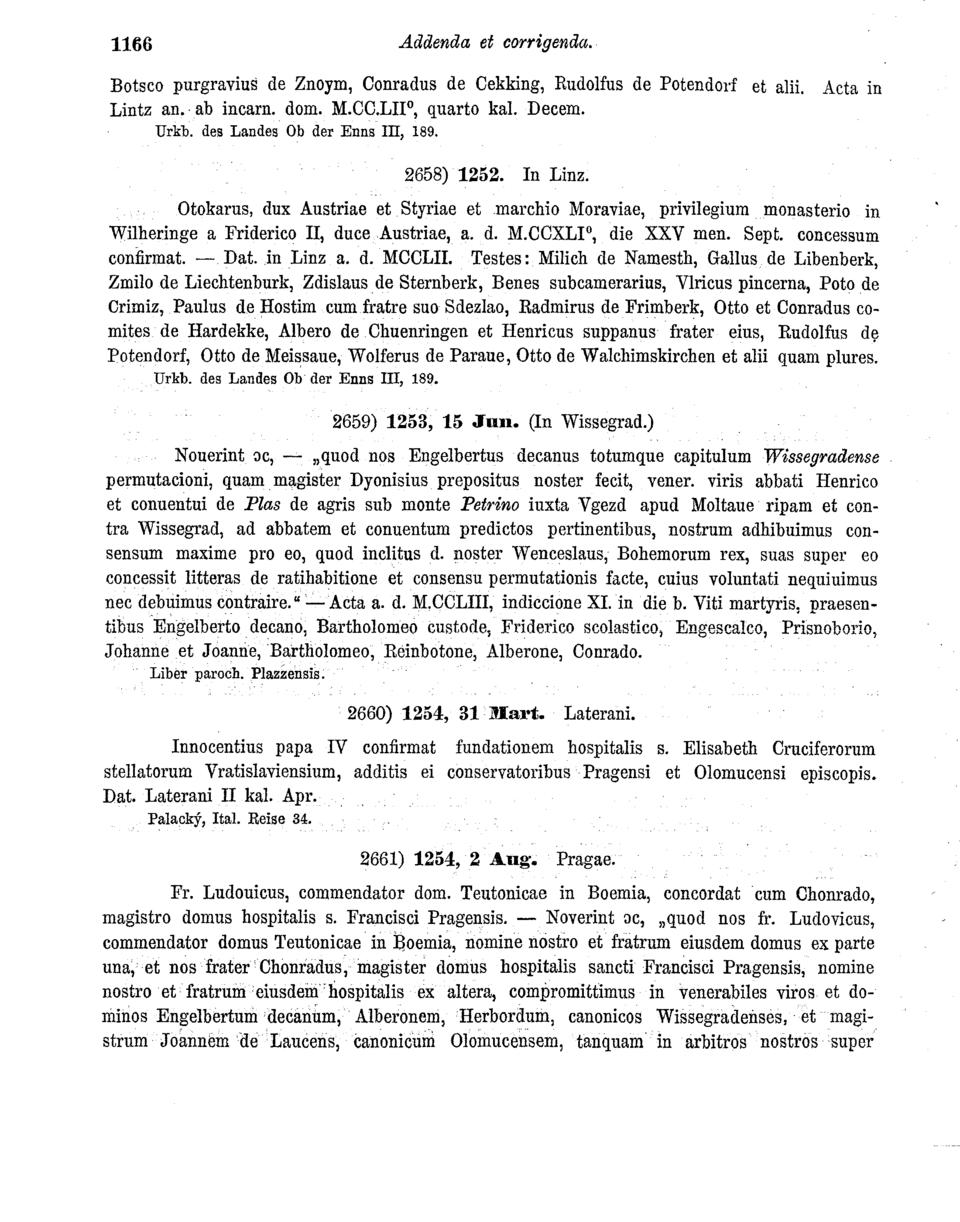 1166 Addenda et corrigenda.
Botsco purgravius de Znoym, Conradus de Cekking, Rudolfus de Potendorf et alii. Acta in
Lintz an. ab incarn. dom. M.CC.LII⁰, quarto kal. Decem.
Urkb. des Landes Ob der Enns III, 189.
2658) 1252. In Linz.
Otokarus, dux Austriae et Styriae et marchio Moraviae, privilegium monasterio in
Wilheringe a Friderico II, duce Austriae, a. d. M.CCXLI⁰, die XXV men. Sept. concessum
confirmat. — Dat. in Linz a. d. MCCLII. Testes: Milich de Namesth, Gallus de Libenberk,
Zmilo de Liechtenburk, Zdislaus de Sternberk, Benes subcamerarius, Vlricus pincerna, Poto de
Crimiz, Paulus de Hostim cum fratre suo Sdezlao, Radmirus de Frimberk, Otto et Conradus co-
mites de Hardekke, Albero de Chuenringen et Henricus suppanus frater eius, Rudolfus de
Potendorf, Otto de Meissaue, Wolferus de Paraue, Otto de Walchimskirchen et alii quam plures.
Urkb. des Landes Ob der Enns III, 189.
2659) 1253, 15 Jun. (In Wissegrad.)
Nouerint ɔc, — „quod nos Engelbertus decanus totumque capitulum Wissegradense
permutacioni, quam magister Dyonisius prepositus noster fecit, vener. viris abbati Henrico
et conuentui de Plas de agris sub monte Petrino iuxta Vgezd apud Moltaue ripam et con-
tra Wissegrad, ad abbatem et conuentum predictos pertinentibus, nostrum adhibuimus con-
sensum maxime pro eo, quod inclitus d. noster Wenceslaus, Bohemorum rex, suas super eo
concessit litteras de ratihabitione et consensu permutationis facte, cuius voluntati nequiuimus
nec debuimus contraire.“ — Acta a. d. M.CCLIII, indiccione XI. in die b. Viti martyris, praesen-
tibus Engelberto decano, Bartholomeo custode, Friderico scolastico, Engescalco, Prisnoborio,
Johanne et Joanne, Bartholomeo, Reinbotone, Alberone, Conrado.
Liber paroch. Plazzensis.
2660) 1254, 31 Mart. Laterani.
Innocentius papa IV confirmat fundationem hospitalis s. Elisabeth Cruciferorum
stellatorum Vratislaviensium, additis ei conservatoribus Pragensi et Olomucensi episcopis.
Dat. Laterani II kal. Apr.
Palacký, Ital. Reise 34.
2661) 1254, 2 Aug. Pragae.
Fr. Ludouicus, commendator dom. Teutonicae in Boemia, concordat cum Chonrado,
magistro domus hospitalis s. Francisci Pragensis. — Noverint ɔc, „quod nos fr. Ludovicus,
commendator domus Teutonicae in Boemia, nomine nostro et fratrum eiusdem domus ex parte
una, et nos frater Chonradus, magister domus hospitalis sancti Francisci Pragensis, nomine
nostro et fratrum eiusdem hospitalis ex altera, compromittimus in venerabiles viros et do-
minos Engelbertum decanum, Alberonem, Herbordum, canonicos Wissegradenses, et magi-
strum Joannem de Laucens, canonicum Olomucensem, tanquam in arbitros nostros super